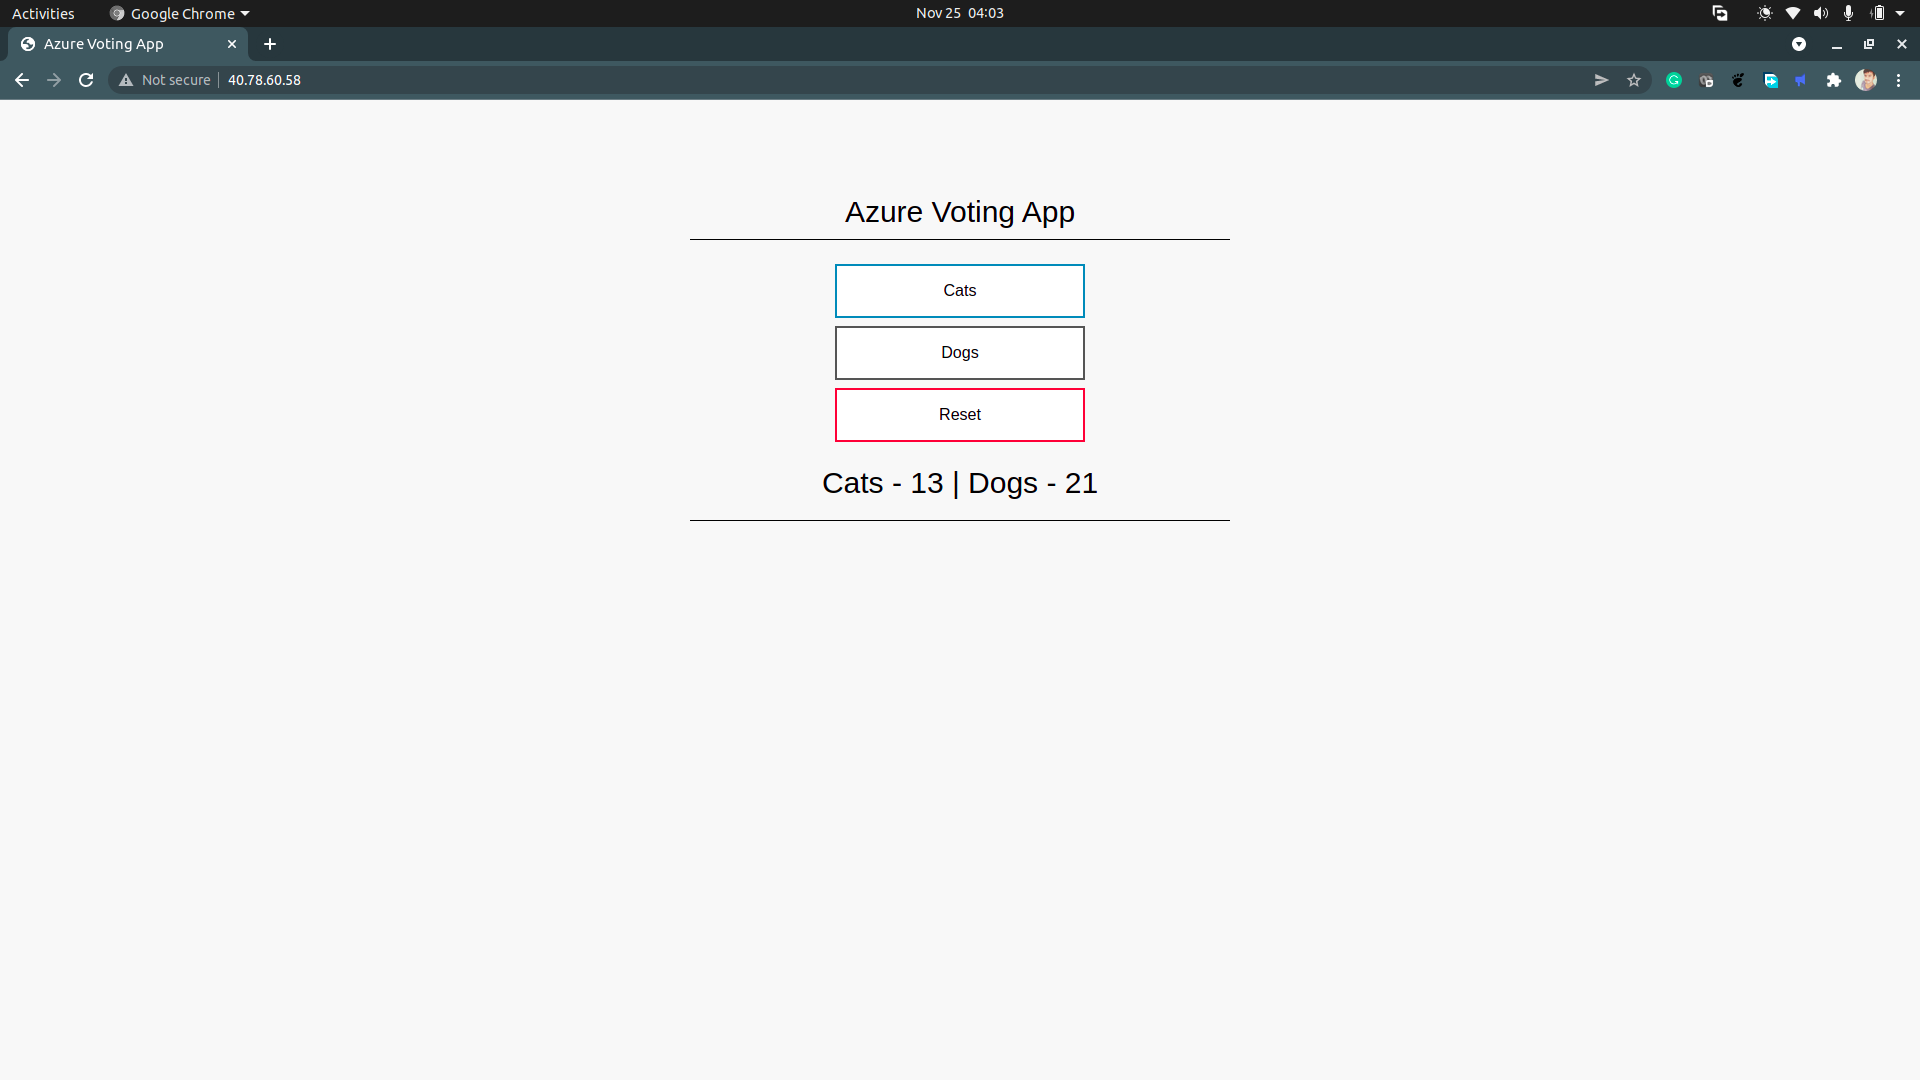 Activities
Google Chrome
Nov 25 04:03
Azure Voting App
Not secure
40.78.60.58
Azure Voting App
Cats
Dogs
Reset
Cats - 13 | Dogs - 21